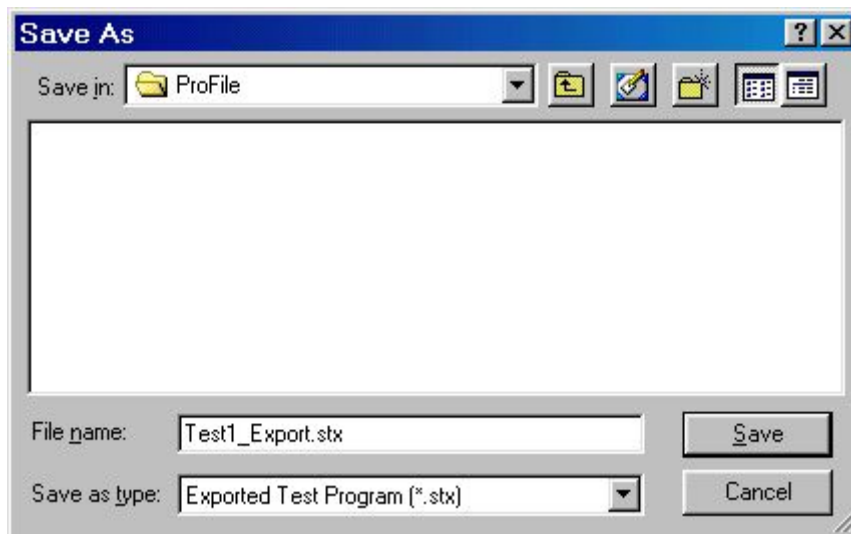 Save As
Save in: ProFile
File name: Test1_Export.stx Save
Save as type: Exported Test Program (*.stx) Cancel